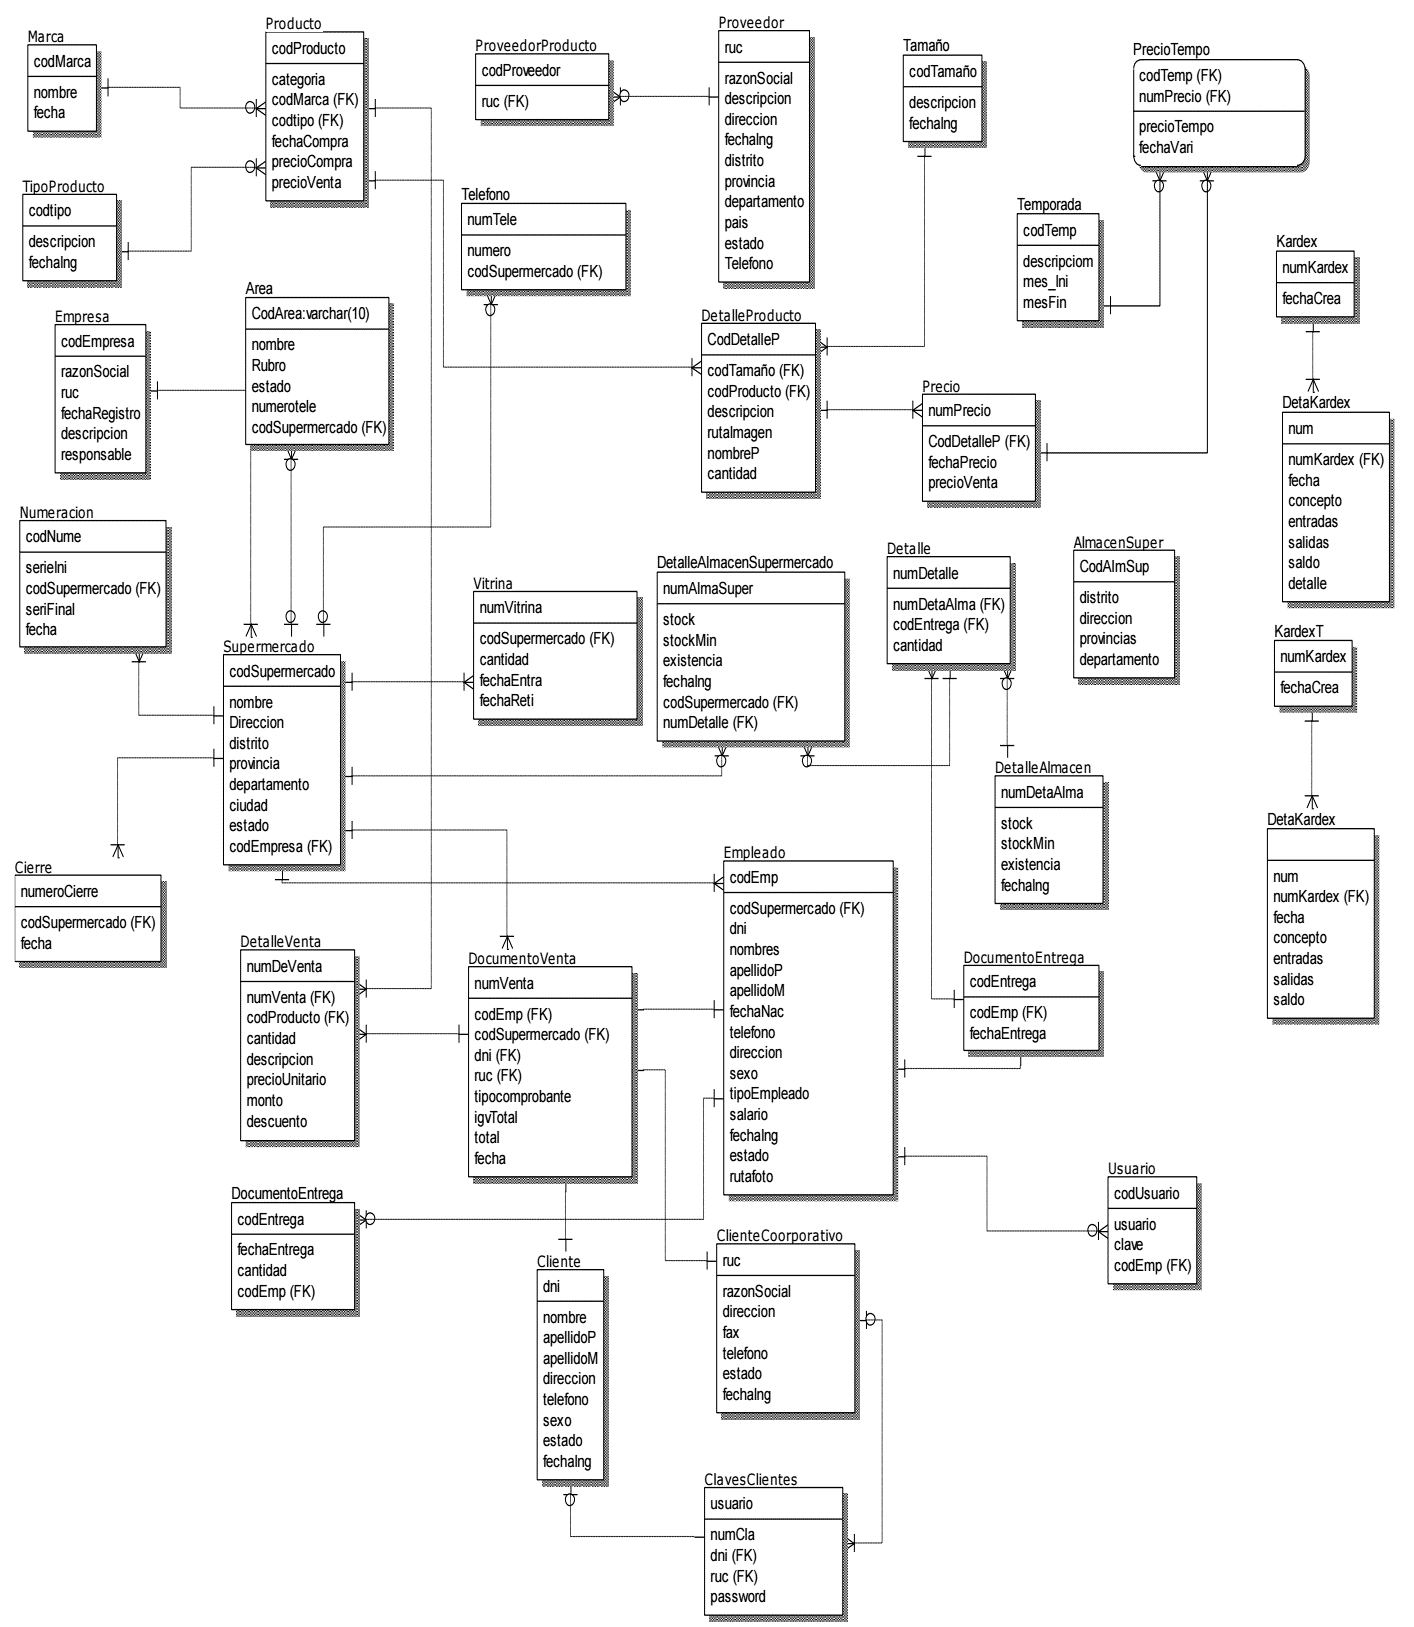 Marca
codMarca
nombre
fecha
Producto
codProducto
categoria
codMarca (FK)
codtipo (FK)
fechaCompra
precioCompra
precioVenta
ProveedorProducto
codProveedor
ruc (FK)
Proveedor
ruc
razonSocial
descripcion
direccion
fechaIng
distrito
provincia
departamento
pais
estado
Telefono
Tamaño
codTamaño
descripcion
fechaIng
PrecioTempo
codTemp (FK)
numPrecio (FK)
precioTempo
fechaVari
TipoProducto
codtipo
descripcion
fechaIng
Telefono
numTele
numero
codSupermercado (FK)
Temporada
codTemp
descripciom
mes_Ini
mesFin
Kardex
numKardex
fechaCrea
Area
CodArea:varchar(10)
nombre
Rubro
estado
numerotele
codSupermercado (FK)
Empresa
codEmpresa
razonSocial
ruc
fechaRegistro
descripcion
responsable
DetalleProducto
CodDetalleP
codTamaño (FK)
codProducto (FK)
descripcion
rutaImagen
nombreP
cantidad
Precio
numPrecio
CodDetalleP (FK)
fechaPrecio
precioVenta
DetaKardex
num
numKardex (FK)
fecha
concepto
entradas
salidas
saldo
detalle
Numeracion
codNume
serieIni
codSupermercado (FK)
seriFinal
fecha
Vitrina
numVitrina
codSupermercado (FK)
cantidad
fechaEntra
fechaReti
DetalleAlmacenSupermercado
numAlmaSuper
stock
stockMin
existencia
fechaIng
codSupermercado (FK)
numDetalle (FK)
Detalle
numDetalle
numDetaAlma (FK)
codEntrega (FK)
cantidad
AlmacenSuper
CodAlmSup
distrito
direccion
provincias
departamento
KardexT
numKardex
fechaCrea
Supermercado
codSupermercado
nombre
Direccion
distrito
provincia
departamento
ciudad
estado
codEmpresa (FK)
DetalleAlmacen
numDetaAlma
stock
stockMin
existencia
fechaIng
DetaKardex
num
numKardex (FK)
fecha
concepto
entradas
salidas
saldo
Cierre
numeroCierre
codSupermercado (FK)
fecha
Empleado
codEmp
codSupermercado (FK)
dni
nombres
apellidoP
apellidoM
fechaNac
telefono
direccion
sexo
tipoEmpleado
salario
fechaIng
estado
rutafoto
DetalleVenta
numDeVenta
numVenta (FK)
codProducto (FK)
cantidad
descripcion
precioUnitario
monto
descuento
DocumentoVenta
numVenta
codEmp (FK)
codSupermercado (FK)
dni (FK)
ruc (FK)
tipocomprobante
igvTotal
total
fecha
DocumentoEntrega
codEntrega
codEmp (FK)
fechaEntrega
DocumentoEntrega
codEntrega
fechaEntrega
cantidad
codEmp (FK)
Usuario
codUsuario
usuario
clave
codEmp (FK)
Cliente
dni
nombre
apellidoP
apellidoM
direccion
telefono
sexo
estado
fechaIng
ClienteCoorporativo
ruc
razonSocial
direccion
fax
telefono
estado
fechaIng
ClavesClientes
usuario
numCla
dni (FK)
ruc (FK)
password